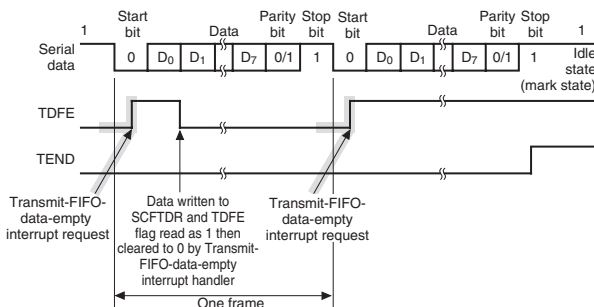 1 Start bit Data Parity bit Stop bit Start bit Data Parity bit Stop bit 1
Serial data 0 D0 D1 D7 0/1 1 0 D0 D1 D7 0/1 1 Idle state (mark state)
TDFE
TEND
Transmit-FIFO-
data-empty
interrupt request
Data written to
SCFTDR and TDFE
flag read as 1 then
cleared to 0 by Transmit-
FIFO-data-empty
interrupt handler
Transmit-FIFO-
data-empty
interrupt request
One frame